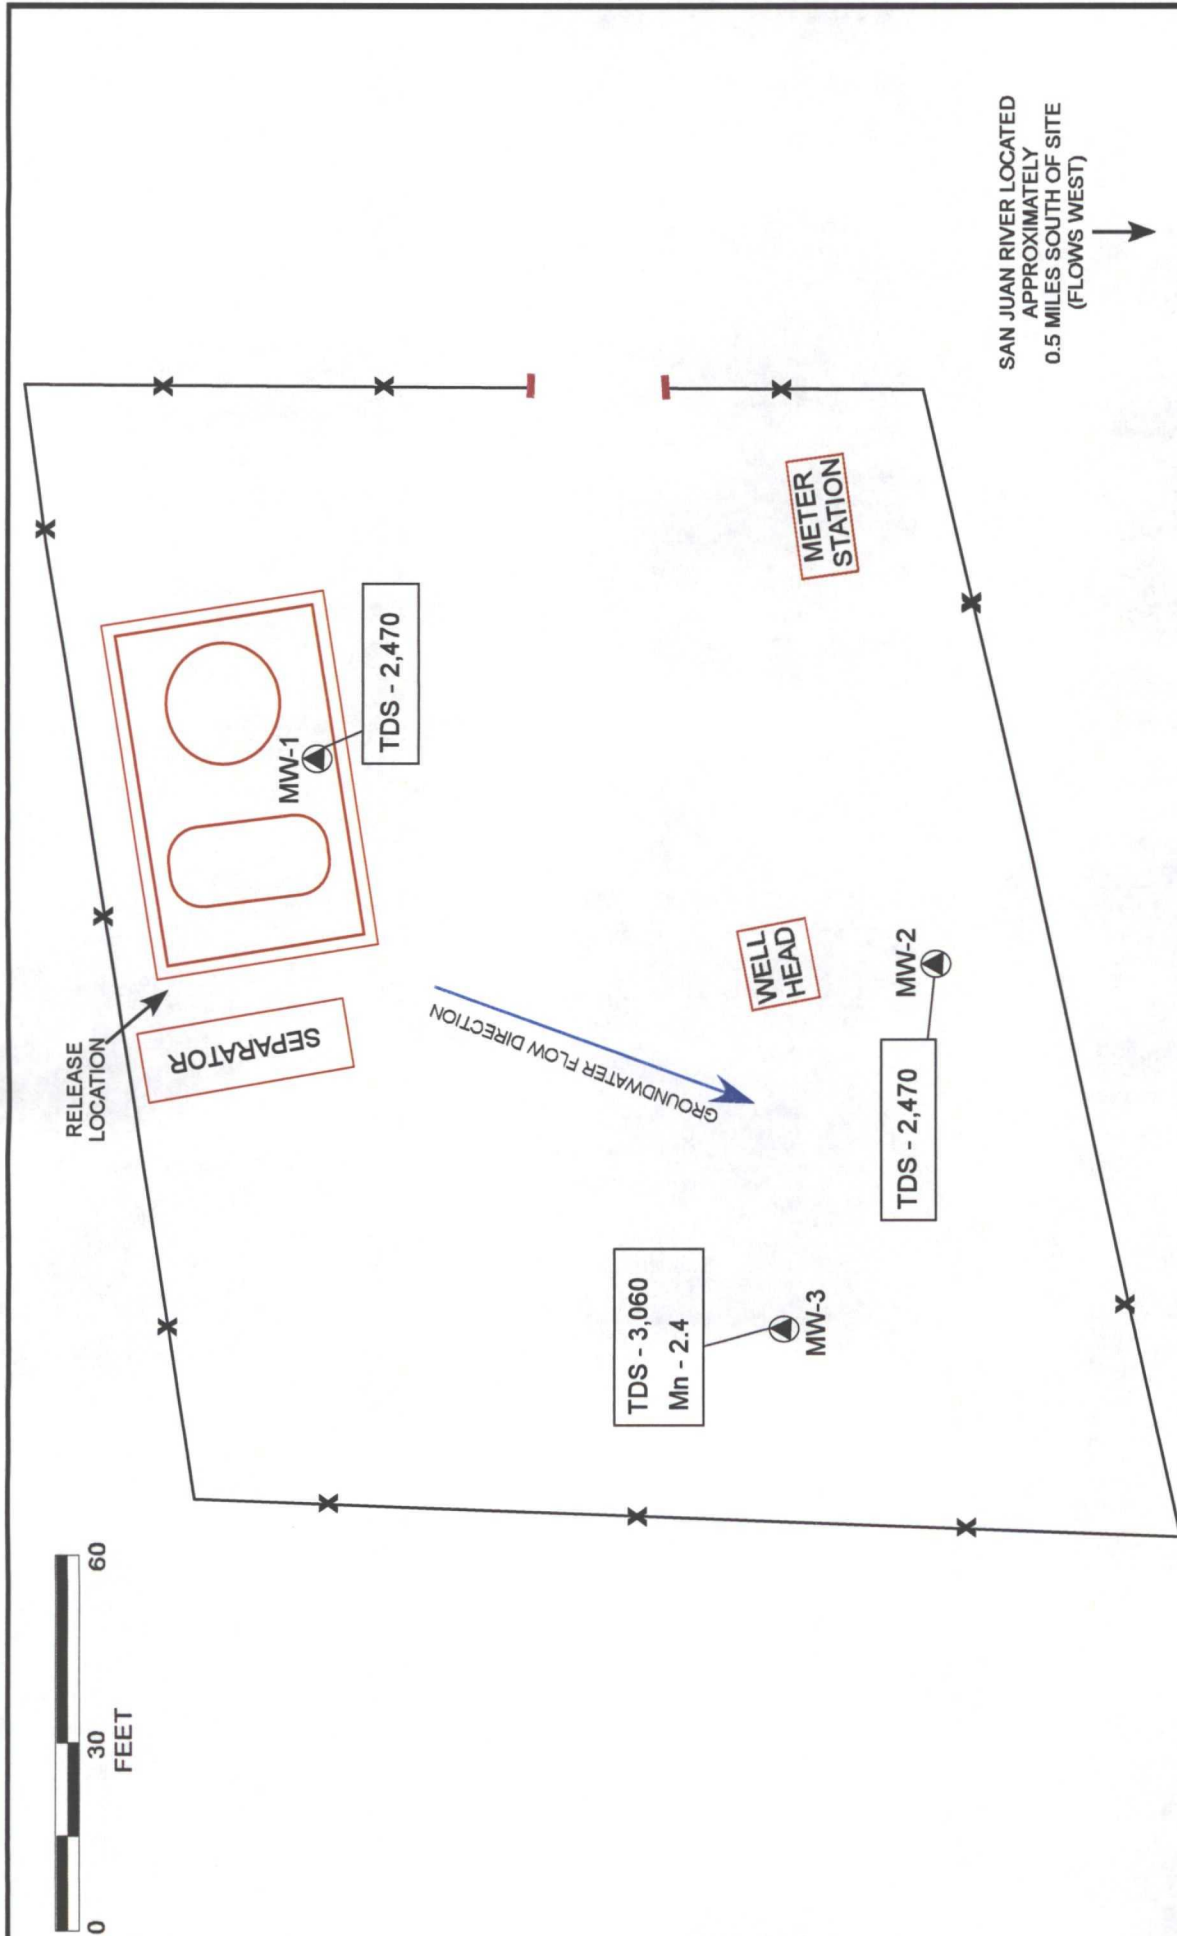 0
30
60
FEET
RELEASE
LOCATION
SEPARATOR
MW-1
TDS - 2,470
GROUNDWATER FLOW DIRECTION
METER
STATION
WELL
HEAD
MW-2
TDS - 2,470
TDS - 3,060
Mn - 2.4
MW-3
SAN JUAN RIVER LOCATED
APPROXIMATELY
0.5 MILES SOUTH OF SITE
(FLOWS WEST)